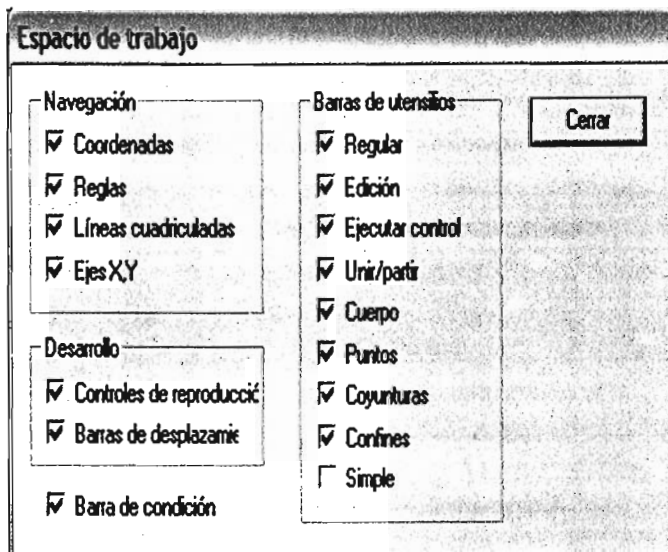 Espacio de trabajo
Navegación
Coordenadas
Reglas
Líneas cuadriculadas
Ejes X,Y
Desarrollo
Controles de reproducció
Barras de desplazamie
Barra de condición
Barras de utensilios
Regular
Edición
Ejecutar control
Unir/partir
Cuerpo
Puntos
Coyunturas
Confines
Simple
Cerrar